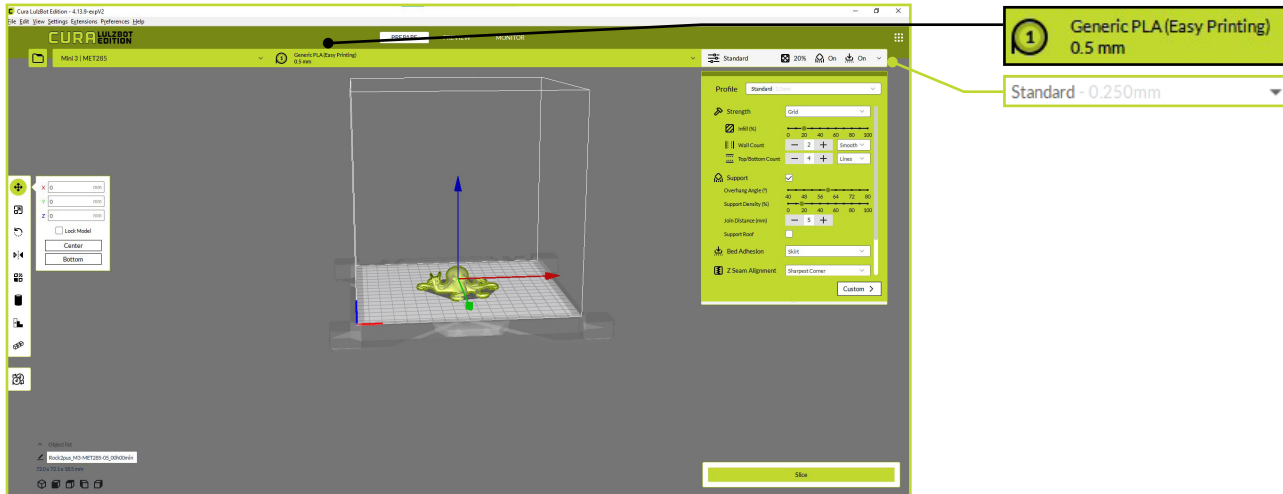 Cura LulzBot Edition - 4.13.9-expV2
File Edit View Settings Extensions Preferences Help
CURA LULZBOT EDITION
PREPARE PREVIEW MONITOR
Mini 3 | MET285
1 Generic PLA (Easy Printing)
0.5 mm
Standard 20% On On
1 Generic PLA (Easy Printing)
0.5 mm
Standard - 0.250mm
Profile Standard
Strength Grid
Infill (%)
0 20 40 60 80 100
Wall Count — 2 + Smooth
Top/Bottom Count — 4 + Lines
Support
Overhang Angle (°)
40 48 56 64 72 80
Support Density (%)
0 20 40 60 80 100
Join Distance (mm) — 5 +
Support Roof
Bed Adhesion Skirt
Z Seam Alignment Sharpest Corner
Custom >
X 0 mm
Y 0 mm
Z 0 mm
Lock Model
Center
Bottom
Object list
Rock2pus_M3-MET285-05_00h00min
Slice